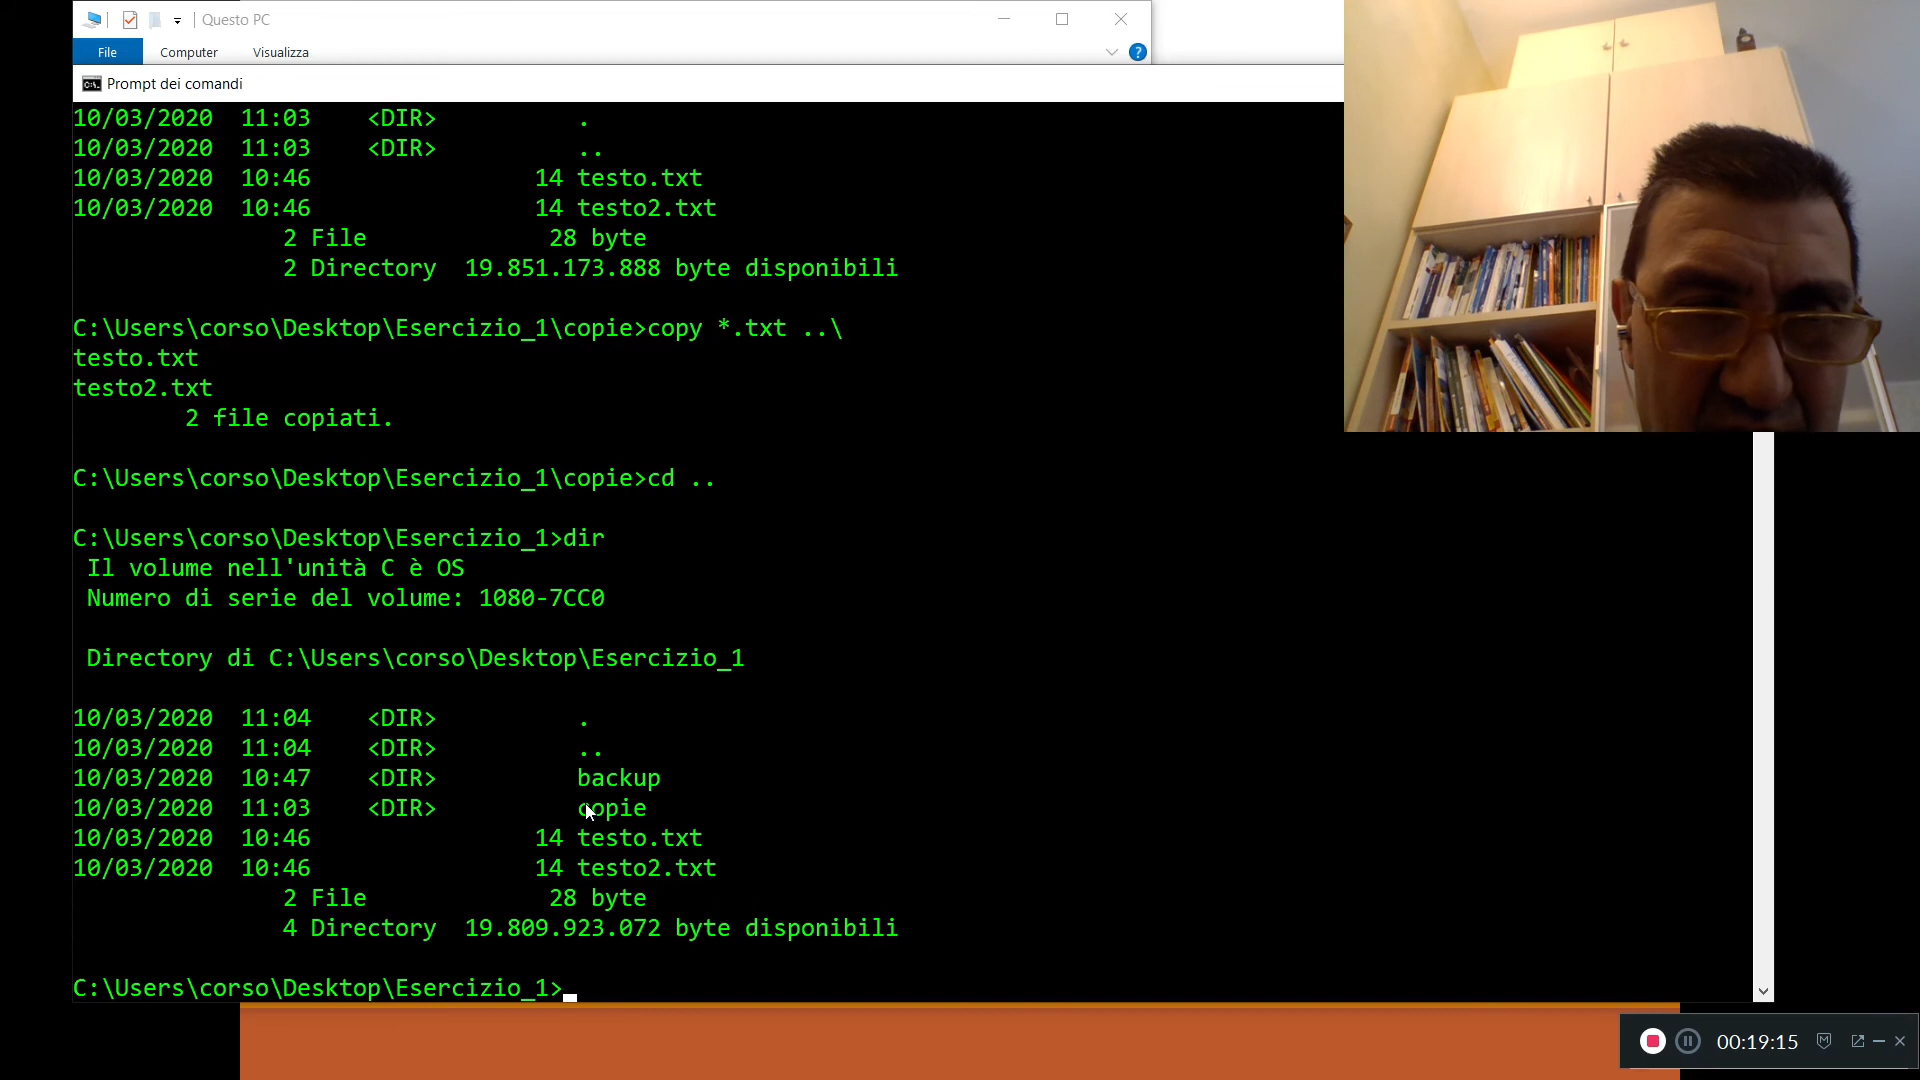 Questo PC
File Computer Visualizza
Prompt dei comandi
10/03/2020 11:03 <DIR> .
10/03/2020 11:03 <DIR> ..
10/03/2020 10:46 14 testo.txt
10/03/2020 10:46 14 testo2.txt
2 File 28 byte
2 Directory 19.851.173.888 byte disponibili
C:\Users\corso\Desktop\Esercizio_1\copie>copy *.txt ..\
testo.txt
testo2.txt
2 file copiati.
C:\Users\corso\Desktop\Esercizio_1\copie>cd ..
C:\Users\corso\Desktop\Esercizio_1>dir
Il volume nell'unità C è OS
Numero di serie del volume: 1080-7CC0
Directory di C:\Users\corso\Desktop\Esercizio_1
10/03/2020 11:04 <DIR> .
10/03/2020 11:04 <DIR> ..
10/03/2020 10:47 <DIR> backup
10/03/2020 11:03 <DIR> copie
10/03/2020 10:46 14 testo.txt
10/03/2020 10:46 14 testo2.txt
2 File 28 byte
4 Directory 19.809.923.072 byte disponibili
C:\Users\corso\Desktop\Esercizio_1>_
00:19:15